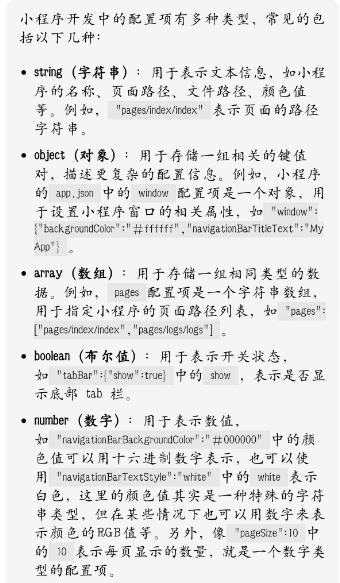 小程序开发中的配置项有多种类型，常见的包
括以下几种：
• string（字符串）：用于表示文本信息，如小程
序的名称、页面路径、文件路径、颜色值
等。例如， "pages/index/index" 表示页面的路径
字符串。
• object（对象）：用于存储一组相关的键值
对，描述更复杂的配置信息。例如，小程序
的 app.json 中的 window 配置项是一个对象，用
于设置小程序窗口的相关属性，如 "window":
{"backgroundColor":"#ffffff","navigationBarTitleText":"My
App"} 。
• array（数组）：用于存储一组相同类型的数
据。例如， pages 配置项是一个字符串数组，
用于指定小程序的页面路径列表，如 "pages":
["pages/index/index","pages/logs/logs"] 。
• boolean（布尔值）：用于表示开关状态，
如 "tabBar":{"show":true} 中的 show ，表示是否显
示底部 tab 栏。
• number（数字）：用于表示数值，
如 "navigationBarBackgroundColor":"#000000" 中的颜
色值可以用十六进制数字表示，也可以使
用 "navigationBarTextStyle":"white" 中的 white 表示
白色，这里的颜色值其实是一种特殊的字符
串类型，但在某些情况下也可以用数字来表
示颜色的RGB值等。另外，像 "pageSize":10 中
的 10 表示每页显示的数量，就是一个数字类
型的配置项。